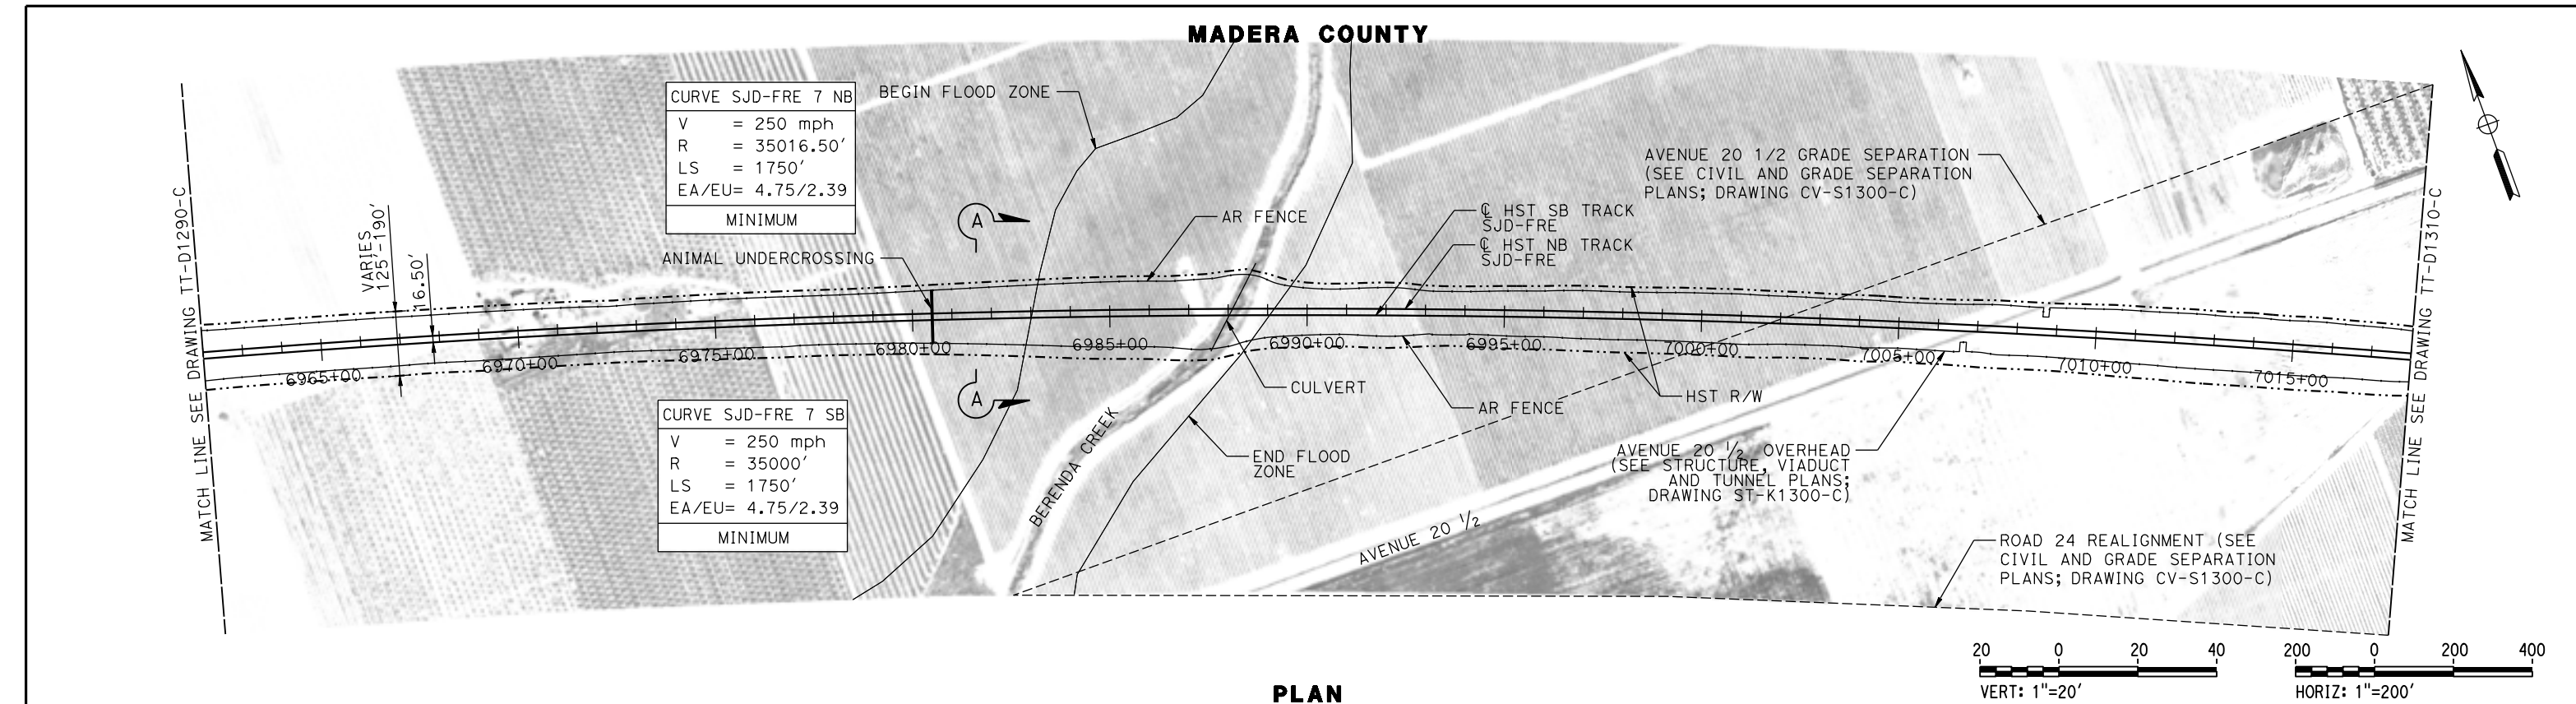 MADERA COUNTY
CURVE SJD-FRE 7 NB
V = 250 mph
R = 35016.50'
LS = 1750'
EA/EU= 4.75/2.39
MINIMUM
BEGIN FLOOD ZONE
AVENUE 20 1/2 GRADE SEPARATION
(SEE CIVIL AND GRADE SEPARATION
PLANS; DRAWING CV-S1300-C)
AR FENCE
℄ HST SB TRACK
SJD-FRE
℄ HST NB TRACK
SJD-FRE
A
ANIMAL UNDERCROSSING
VARIES
125'-190'
16.50'
MATCH LINE SEE DRAWING TT-D1290-C
MATCH LINE SEE DRAWING TT-D1310-C
6965+00
6970+00
6975+00
6980+00
6985+00
6990+00
6995+00
7000+00
7005+00
7010+00
7015+00
A
CULVERT
AR FENCE
HST R/W
CURVE SJD-FRE 7 SB
V = 250 mph
R = 35000'
LS = 1750'
EA/EU= 4.75/2.39
MINIMUM
BERENDA CREEK
END FLOOD
ZONE
AVENUE 20 1/2 OVERHEAD
(SEE STRUCTURE, VIADUCT
AND TUNNEL PLANS;
DRAWING ST-K1300-C)
AVENUE 20 1/2
ROAD 24 REALIGNMENT (SEE
CIVIL AND GRADE SEPARATION
PLANS; DRAWING CV-S1300-C)
20 0 20 40
VERT: 1"=20'
200 0 200 400
HORIZ: 1"=200'
PLAN